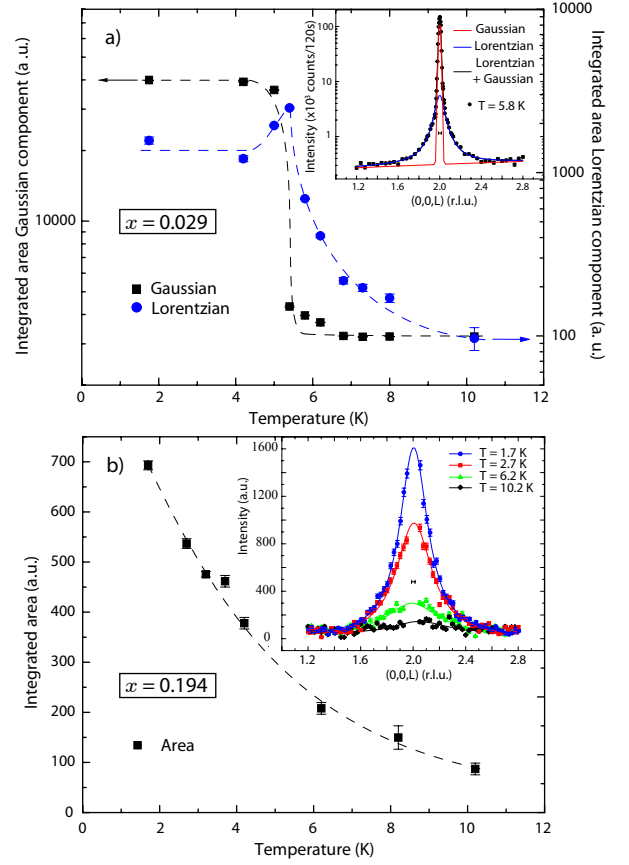 a)
Integrated area Gaussian component (a.u.)
10000
Integrated area Lorentzian component (a. u.)
10000
1000
100
x = 0.029
Gaussian
Lorentzian
0 2 4 6 8 10 12
Temperature (K)
Intensity (x10³ counts/120s)
100
10
1
1.2 1.6 2.0 2.4 2.8
(0,0,L) (r.l.u.)
Gaussian
Lorentzian
Lorentzian
+ Gaussian
T = 5.8 K
b)
Integrated area (a.u.)
700
600
500
400
300
200
100
0
x = 0.194
Area
0 2 4 6 8 10 12
Temperature (K)
Intensity (a.u.)
1600
1200
800
400
0
1.2 1.6 2.0 2.4 2.8
(0,0,L) (r.l.u.)
T = 1.7 K
T = 2.7 K
T = 6.2 K
T = 10.2 K